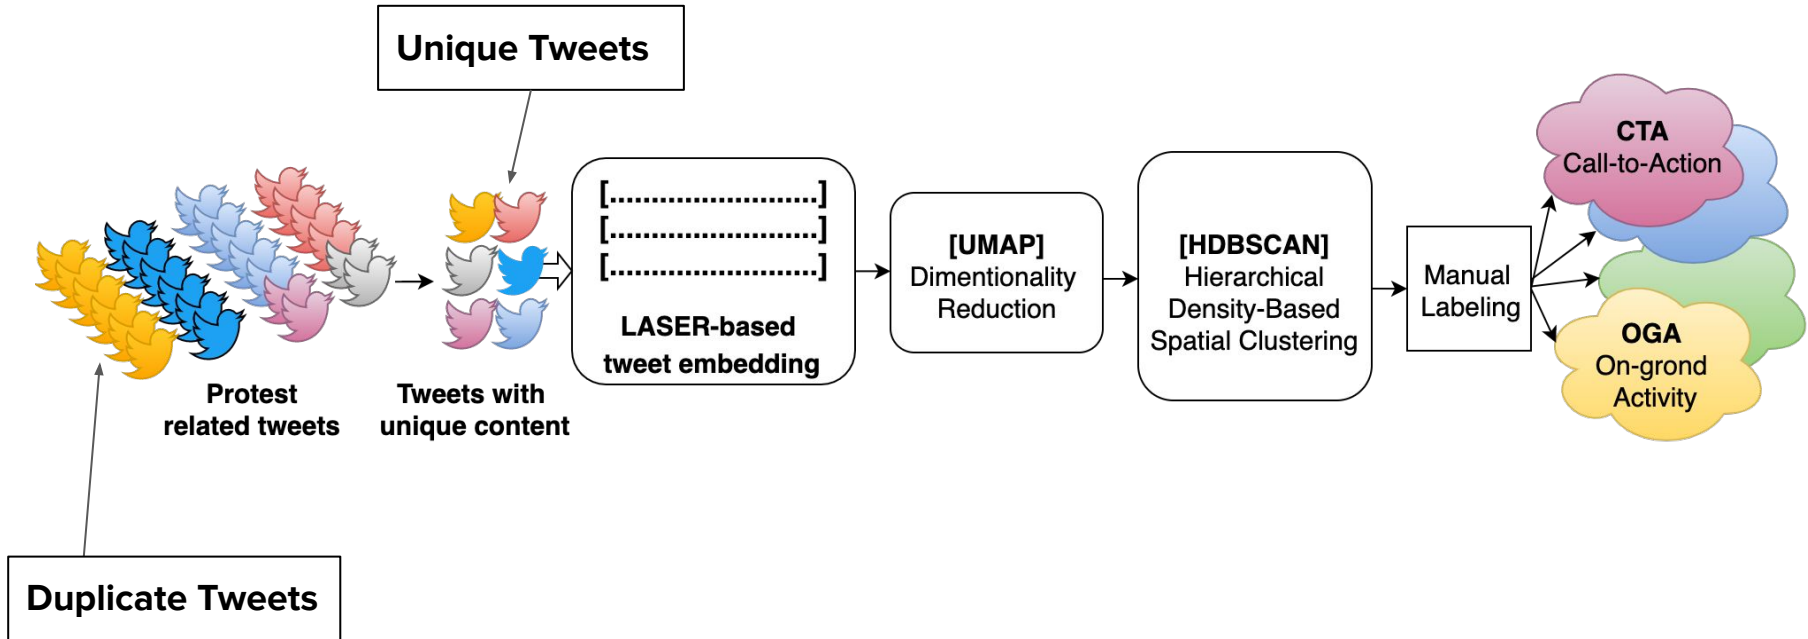 Unique Tweets
Duplicate Tweets
Protest
related tweets
Tweets with
unique content
[.........................]
[.........................]
[.........................]
LASER-based
tweet embedding
[UMAP]
Dimentionality
Reduction
[HDBSCAN]
Hierarchical
Density-Based
Spatial Clustering
Manual
Labeling
CTA
Call-to-Action
OGA
On-grond
Activity